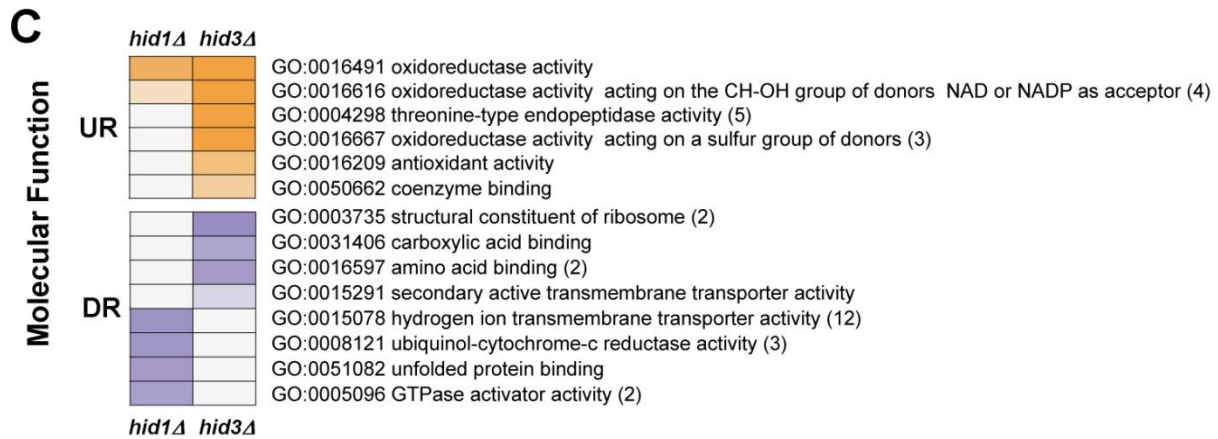 C
hid1Δ hid3Δ
Molecular Function
UR
GO:0016491 oxidoreductase activity
GO:0016616 oxidoreductase activity acting on the CH-OH group of donors NAD or NADP as acceptor (4)
GO:0004298 threonine-type endopeptidase activity (5)
GO:0016667 oxidoreductase activity acting on a sulfur group of donors (3)
GO:0016209 antioxidant activity
GO:0050662 coenzyme binding
DR
GO:0003735 structural constituent of ribosome (2)
GO:0031406 carboxylic acid binding
GO:0016597 amino acid binding (2)
GO:0015291 secondary active transmembrane transporter activity
GO:0015078 hydrogen ion transmembrane transporter activity (12)
GO:0008121 ubiquinol-cytochrome-c reductase activity (3)
GO:0051082 unfolded protein binding
GO:0005096 GTPase activator activity (2)
hid1Δ hid3Δ